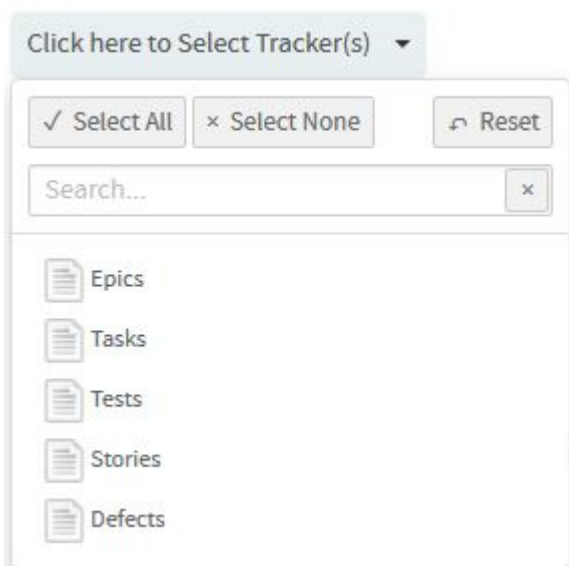 Click here to Select Tracker(s)
✓ Select All × Select None Reset
Search... ×
Epics
Tasks
Tests
Stories
Defects